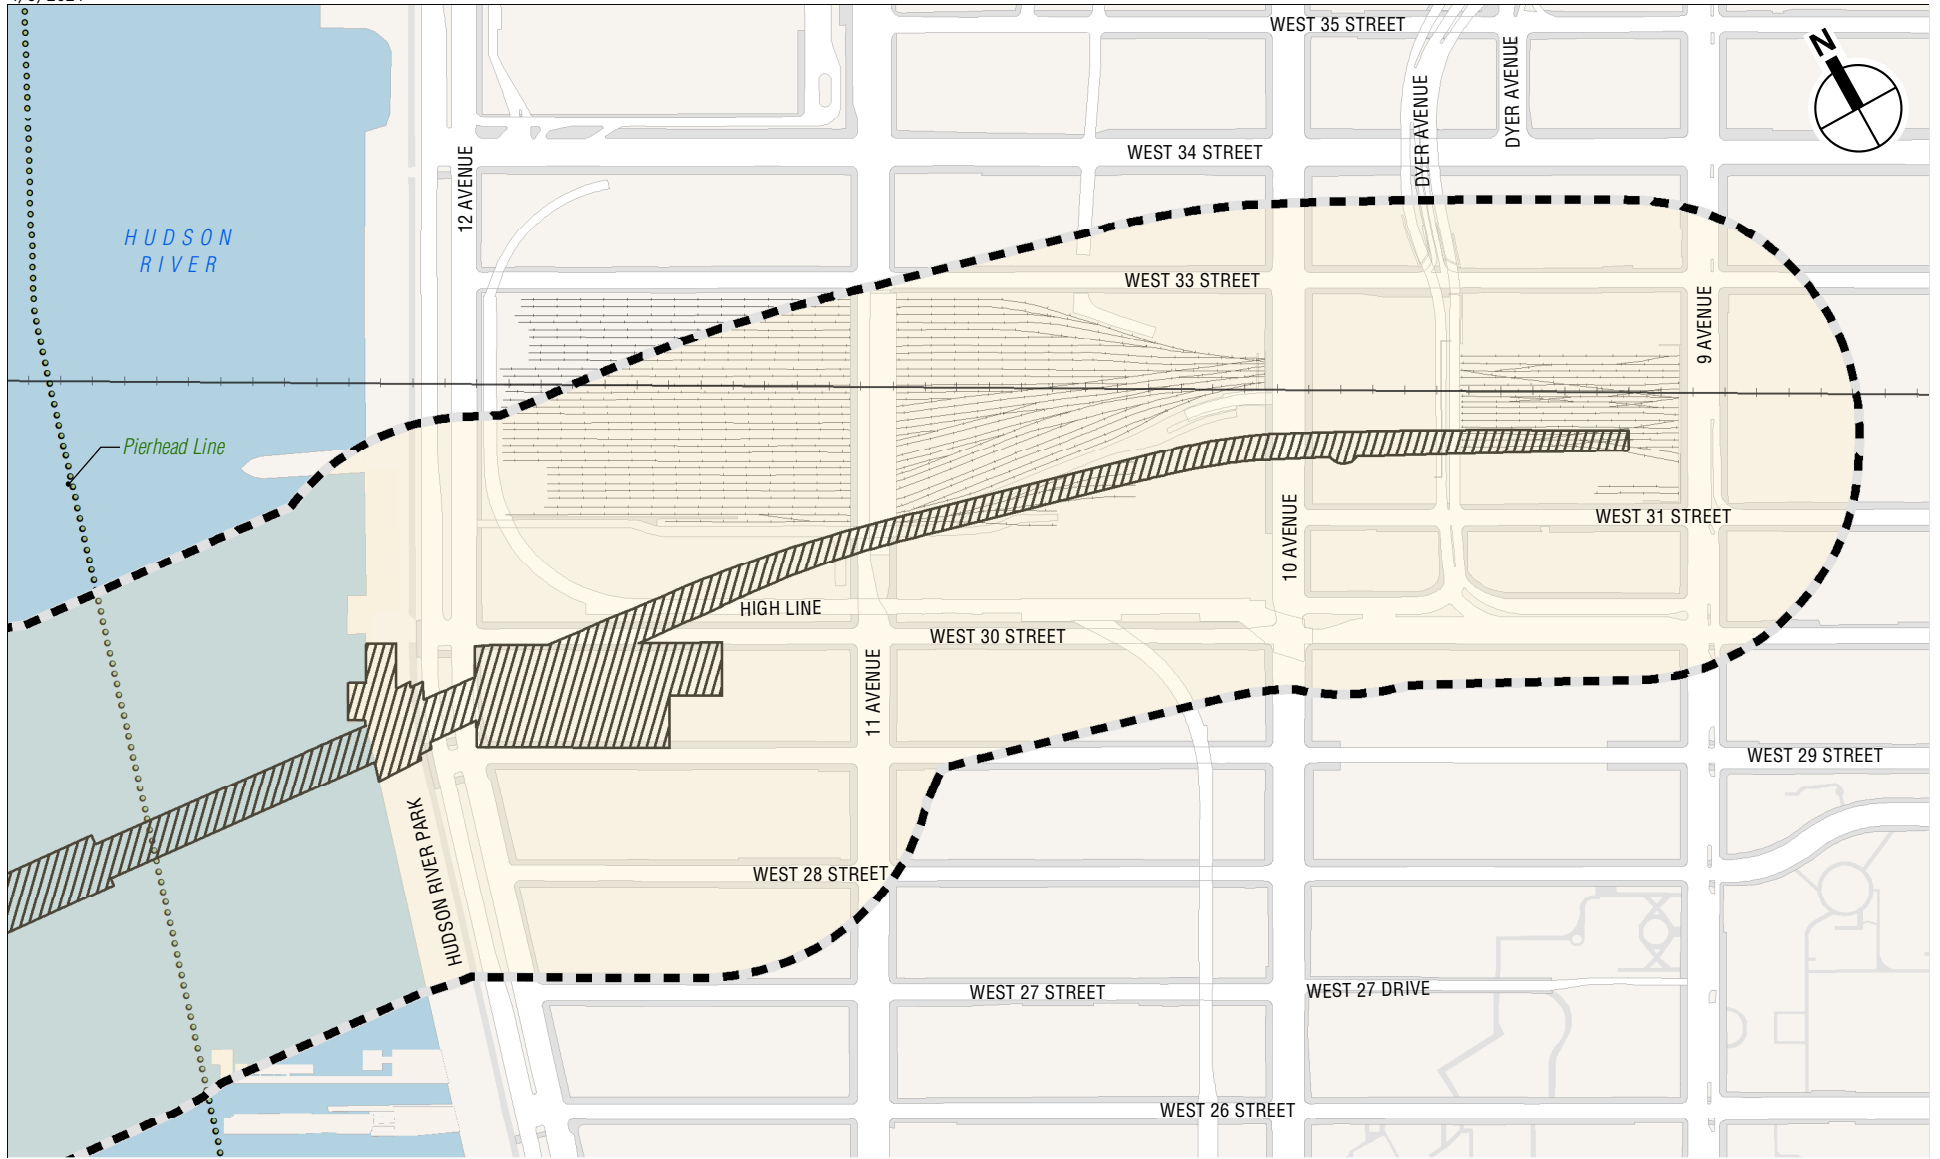 WEST 35 STREET
N
DYER AVENUE
DYER AVENUE
12 AVENUE
WEST 34 STREET
HUDSON
RIVER
WEST 33 STREET
9 AVENUE
Pierhead Line
WEST 31 STREET
10 AVENUE
HIGH LINE
WEST 30 STREET
11 AVENUE
WEST 29 STREET
HUDSON RIVER PARK
WEST 28 STREET
WEST 27 STREET
WEST 27 DRIVE
WEST 26 STREET